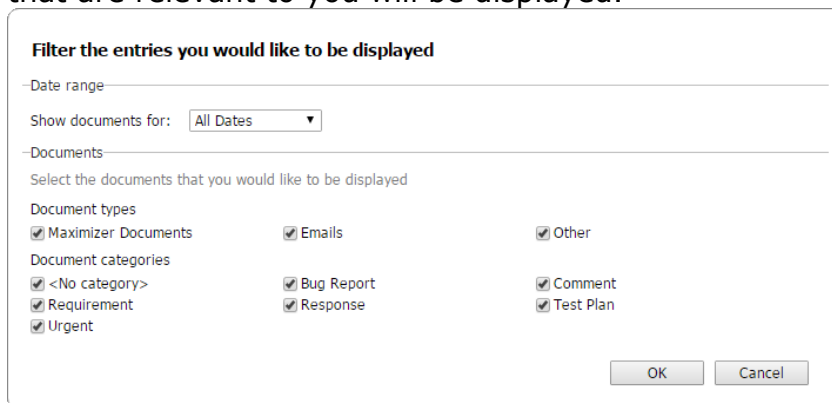 that are relevant to you will be displayed.
Filter the entries you would like to be displayed
Date range
Show documents for: All Dates
Documents
Select the documents that you would like to be displayed
Document types
Maximizer Documents Emails Other
Document categories
<No category> Bug Report Comment
Requirement Response Test Plan
Urgent
OK Cancel